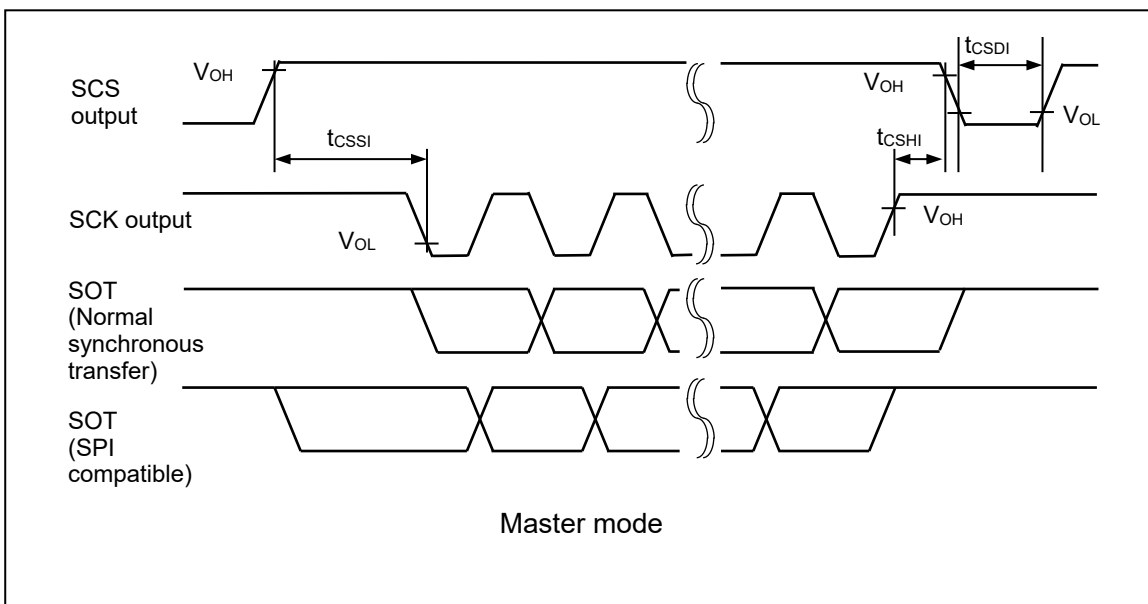 tCSDI
VOH
SCS
output
VOH
VOL
tCSSI
tCSHI
SCK output
VOL
VOH
SOT
(Normal
synchronous
transfer)
SOT
(SPI
compatible)
Master mode